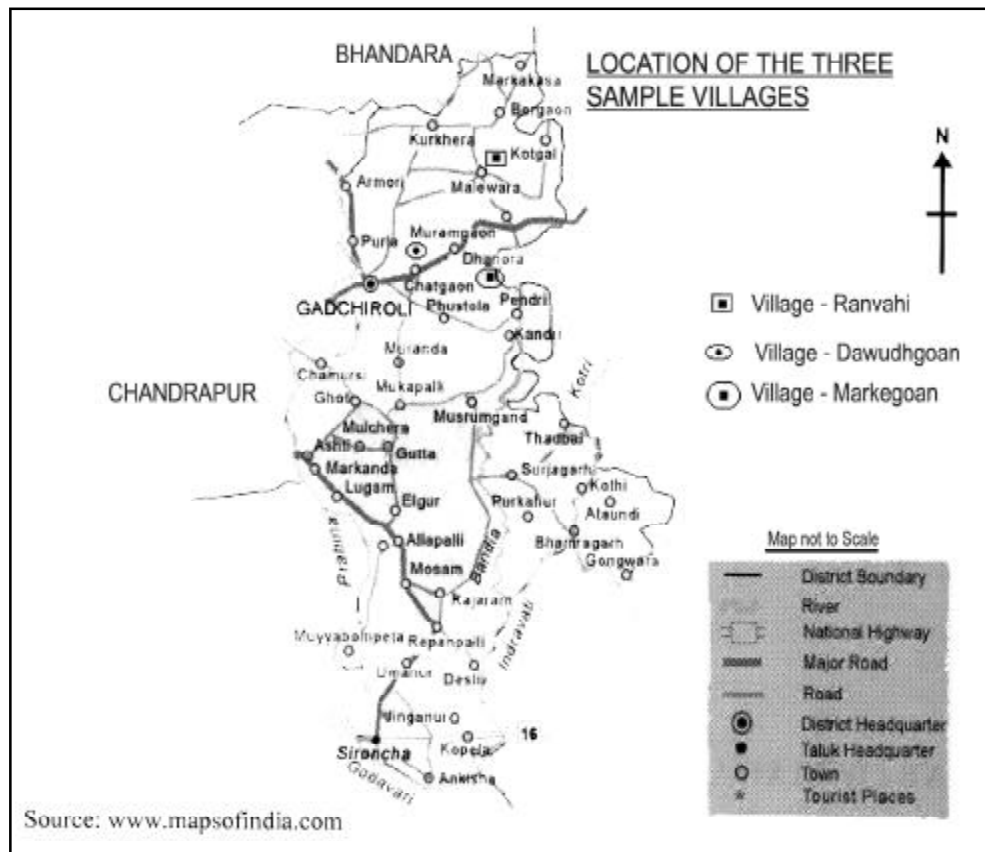 BHANDARA
LOCATION OF THE THREE
SAMPLE VILLAGES
Markakasa
Borgaon
Kurkhera
Kotgal
N
Malewara
Armori
Muramgaon
Purla
Dhanora
Chatgaon
GADCHIROLI
Phustola
Pendri
Kandri
Village - Ranvahi
Village - Dawudhgoan
Village - Markegoan
Muranda
Chamursi
CHANDRAPUR
Ghot
Mukapalli
Kotri
Musrumgand
Mulchera
Thadbai
Ashti
Gutta
Markanda
Surjagarh
Lugam
Kothi
Elgur
Purkahur
Ataundi
Allapalli
Bhamragarh
Bandia
Gongwara
Mosam
Rajaram
Indravati
Repanpalli
Umanur
Deslu
Jinganur
16
Kopela
Sironcha
Godavari
Ankisha
Map not to Scale
District Boundary
River
National Highway
Major Road
Road
District Headquarter
Taluk Headquarter
Town
Tourist Places
Source: www.mapsofindia.com